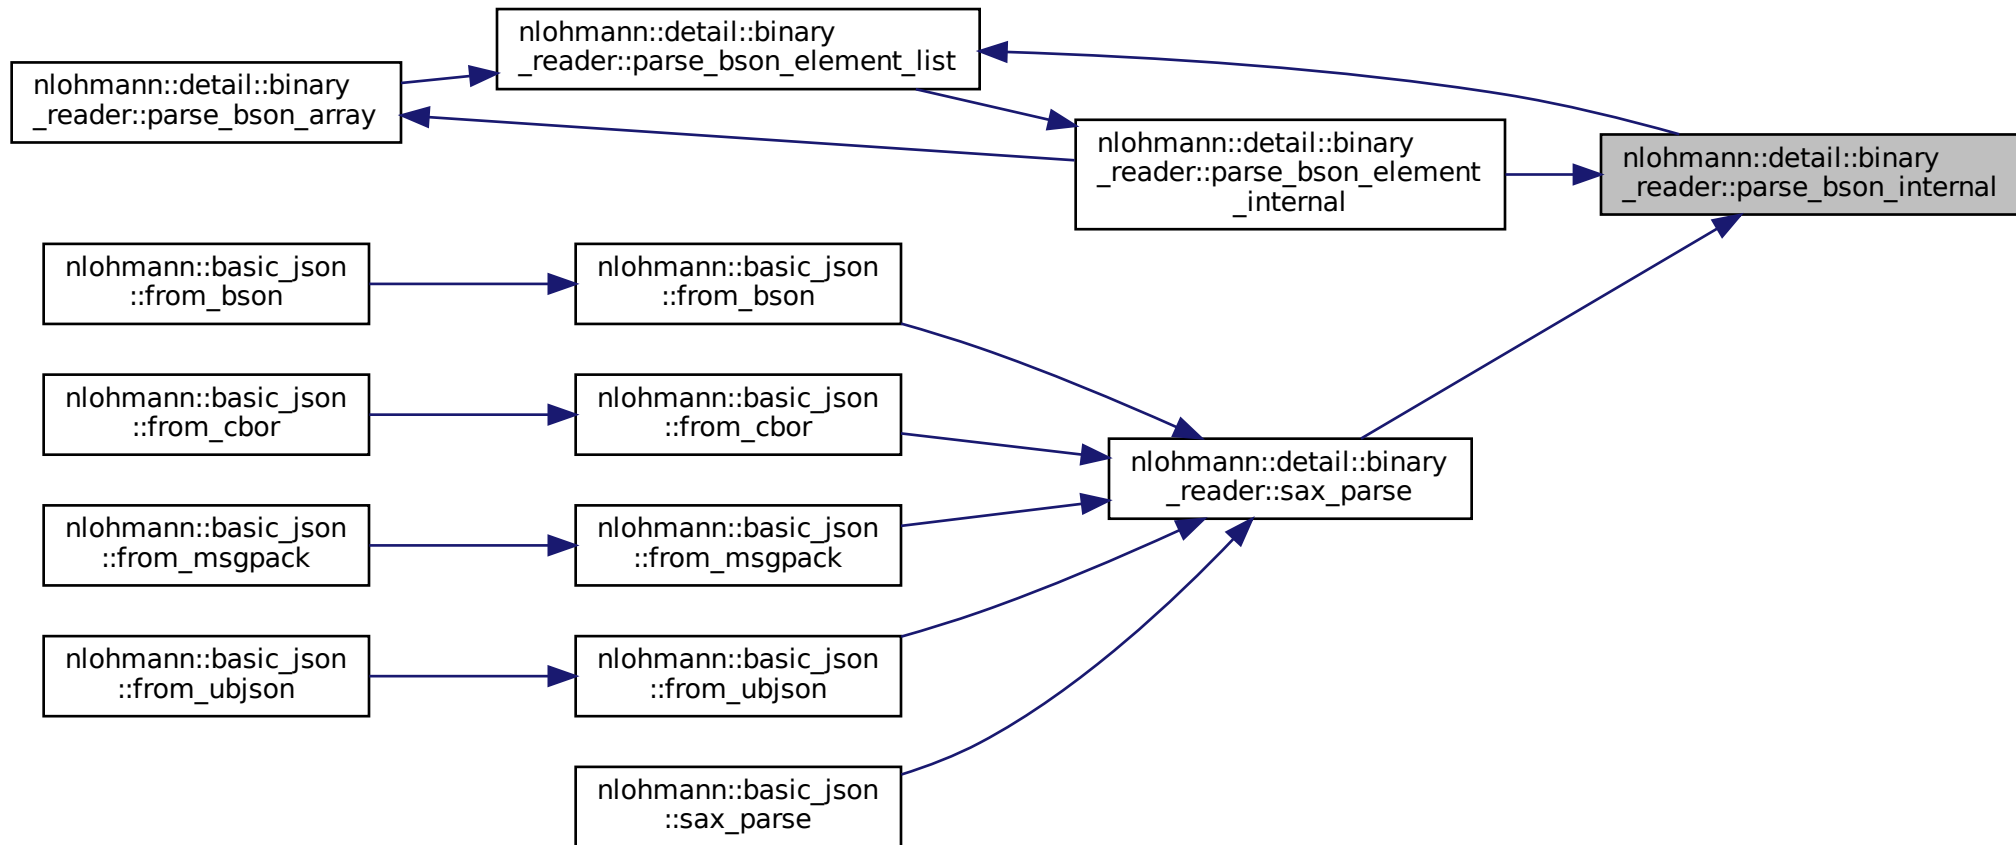 nlohmann::detail::binary
_reader::parse_bson_element_list
nlohmann::detail::binary
_reader::parse_bson_array
nlohmann::detail::binary
_reader::parse_bson_element
_internal
nlohmann::detail::binary
_reader::parse_bson_internal
nlohmann::basic_json
::from_bson
nlohmann::basic_json
::from_bson
nlohmann::basic_json
::from_cbor
nlohmann::basic_json
::from_cbor
nlohmann::detail::binary
_reader::sax_parse
nlohmann::basic_json
::from_msgpack
nlohmann::basic_json
::from_msgpack
nlohmann::basic_json
::from_ubjson
nlohmann::basic_json
::from_ubjson
nlohmann::basic_json
::sax_parse